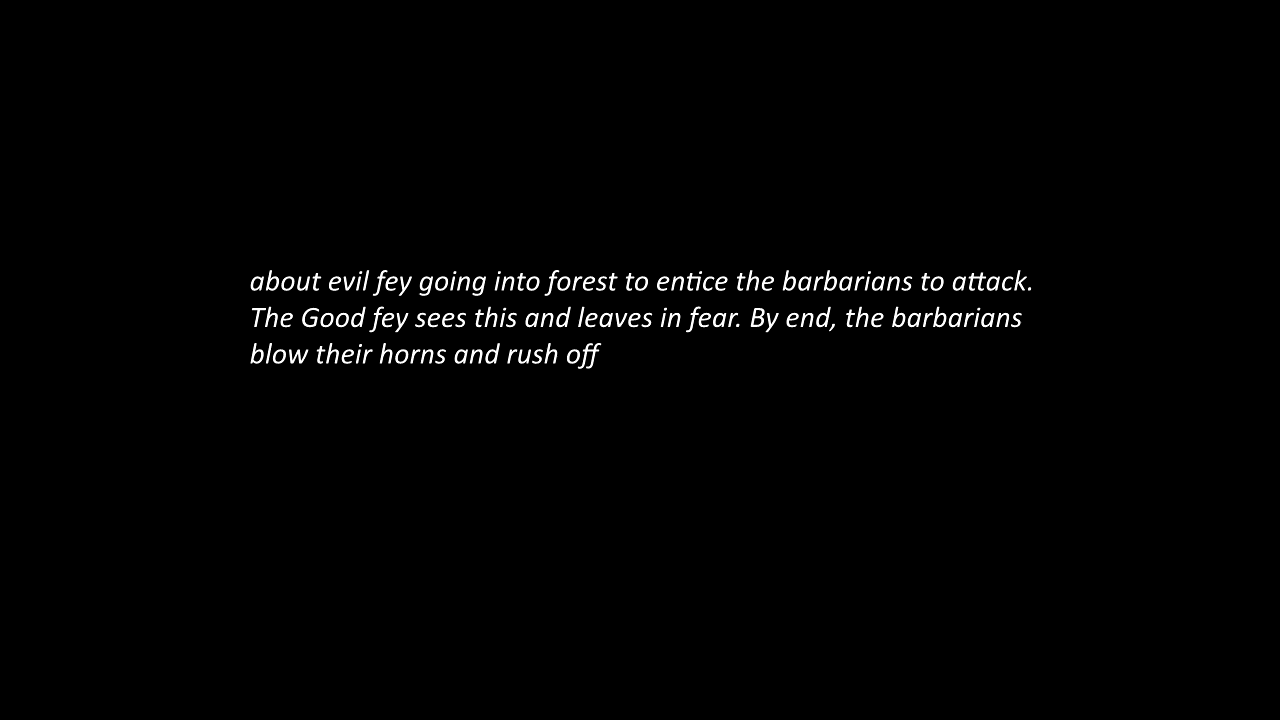 about evil fey going into forest to entice the barbarians to attack.
The Good fey sees this and leaves in fear. By end, the barbarians
blow their horns and rush off